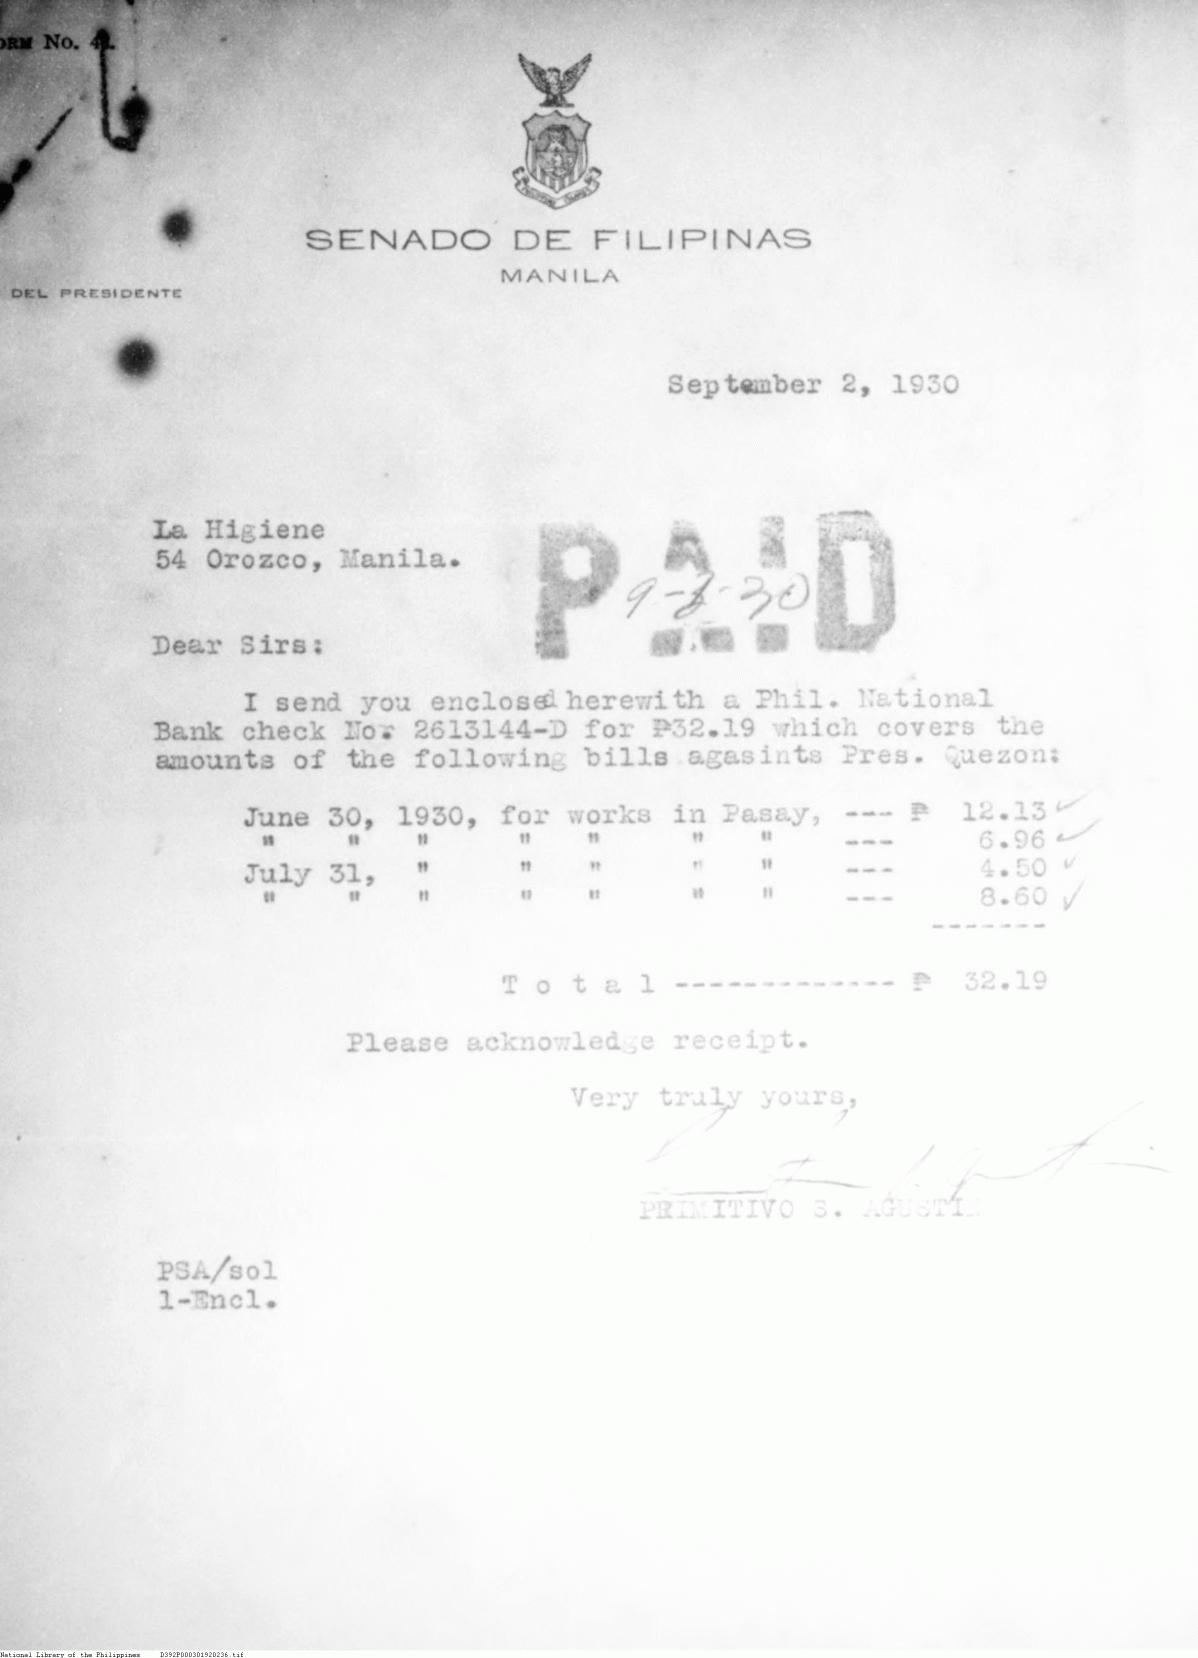 ORM No. 4
SENADO DE FILIPINAS
MANILA
DEL PRESIDENTE
September 2, 1930
La Higiene
54 Orozco, Manila.
PAID
Dear Sirs:
I send you enclosed herewith a Phil. National
Bank check No. 2613144-D for ₱32.19 which covers the
amounts of the following bills agasints Pres. Quezon:
June 30, 1930, for works in Pasay, --- ₱ 12.13
" " " " " " " --- 6.96
July 31, " " " " " --- 4.50
" " " " " " " --- 8.60
-------
T o t a l ------------- ₱ 32.19
Please acknowledge receipt.
Very truly yours,
PRIMITIVO S. AGUSTIN
PSA/sol
1-Encl.
National Library of the Philippines D392P000301920236.tif